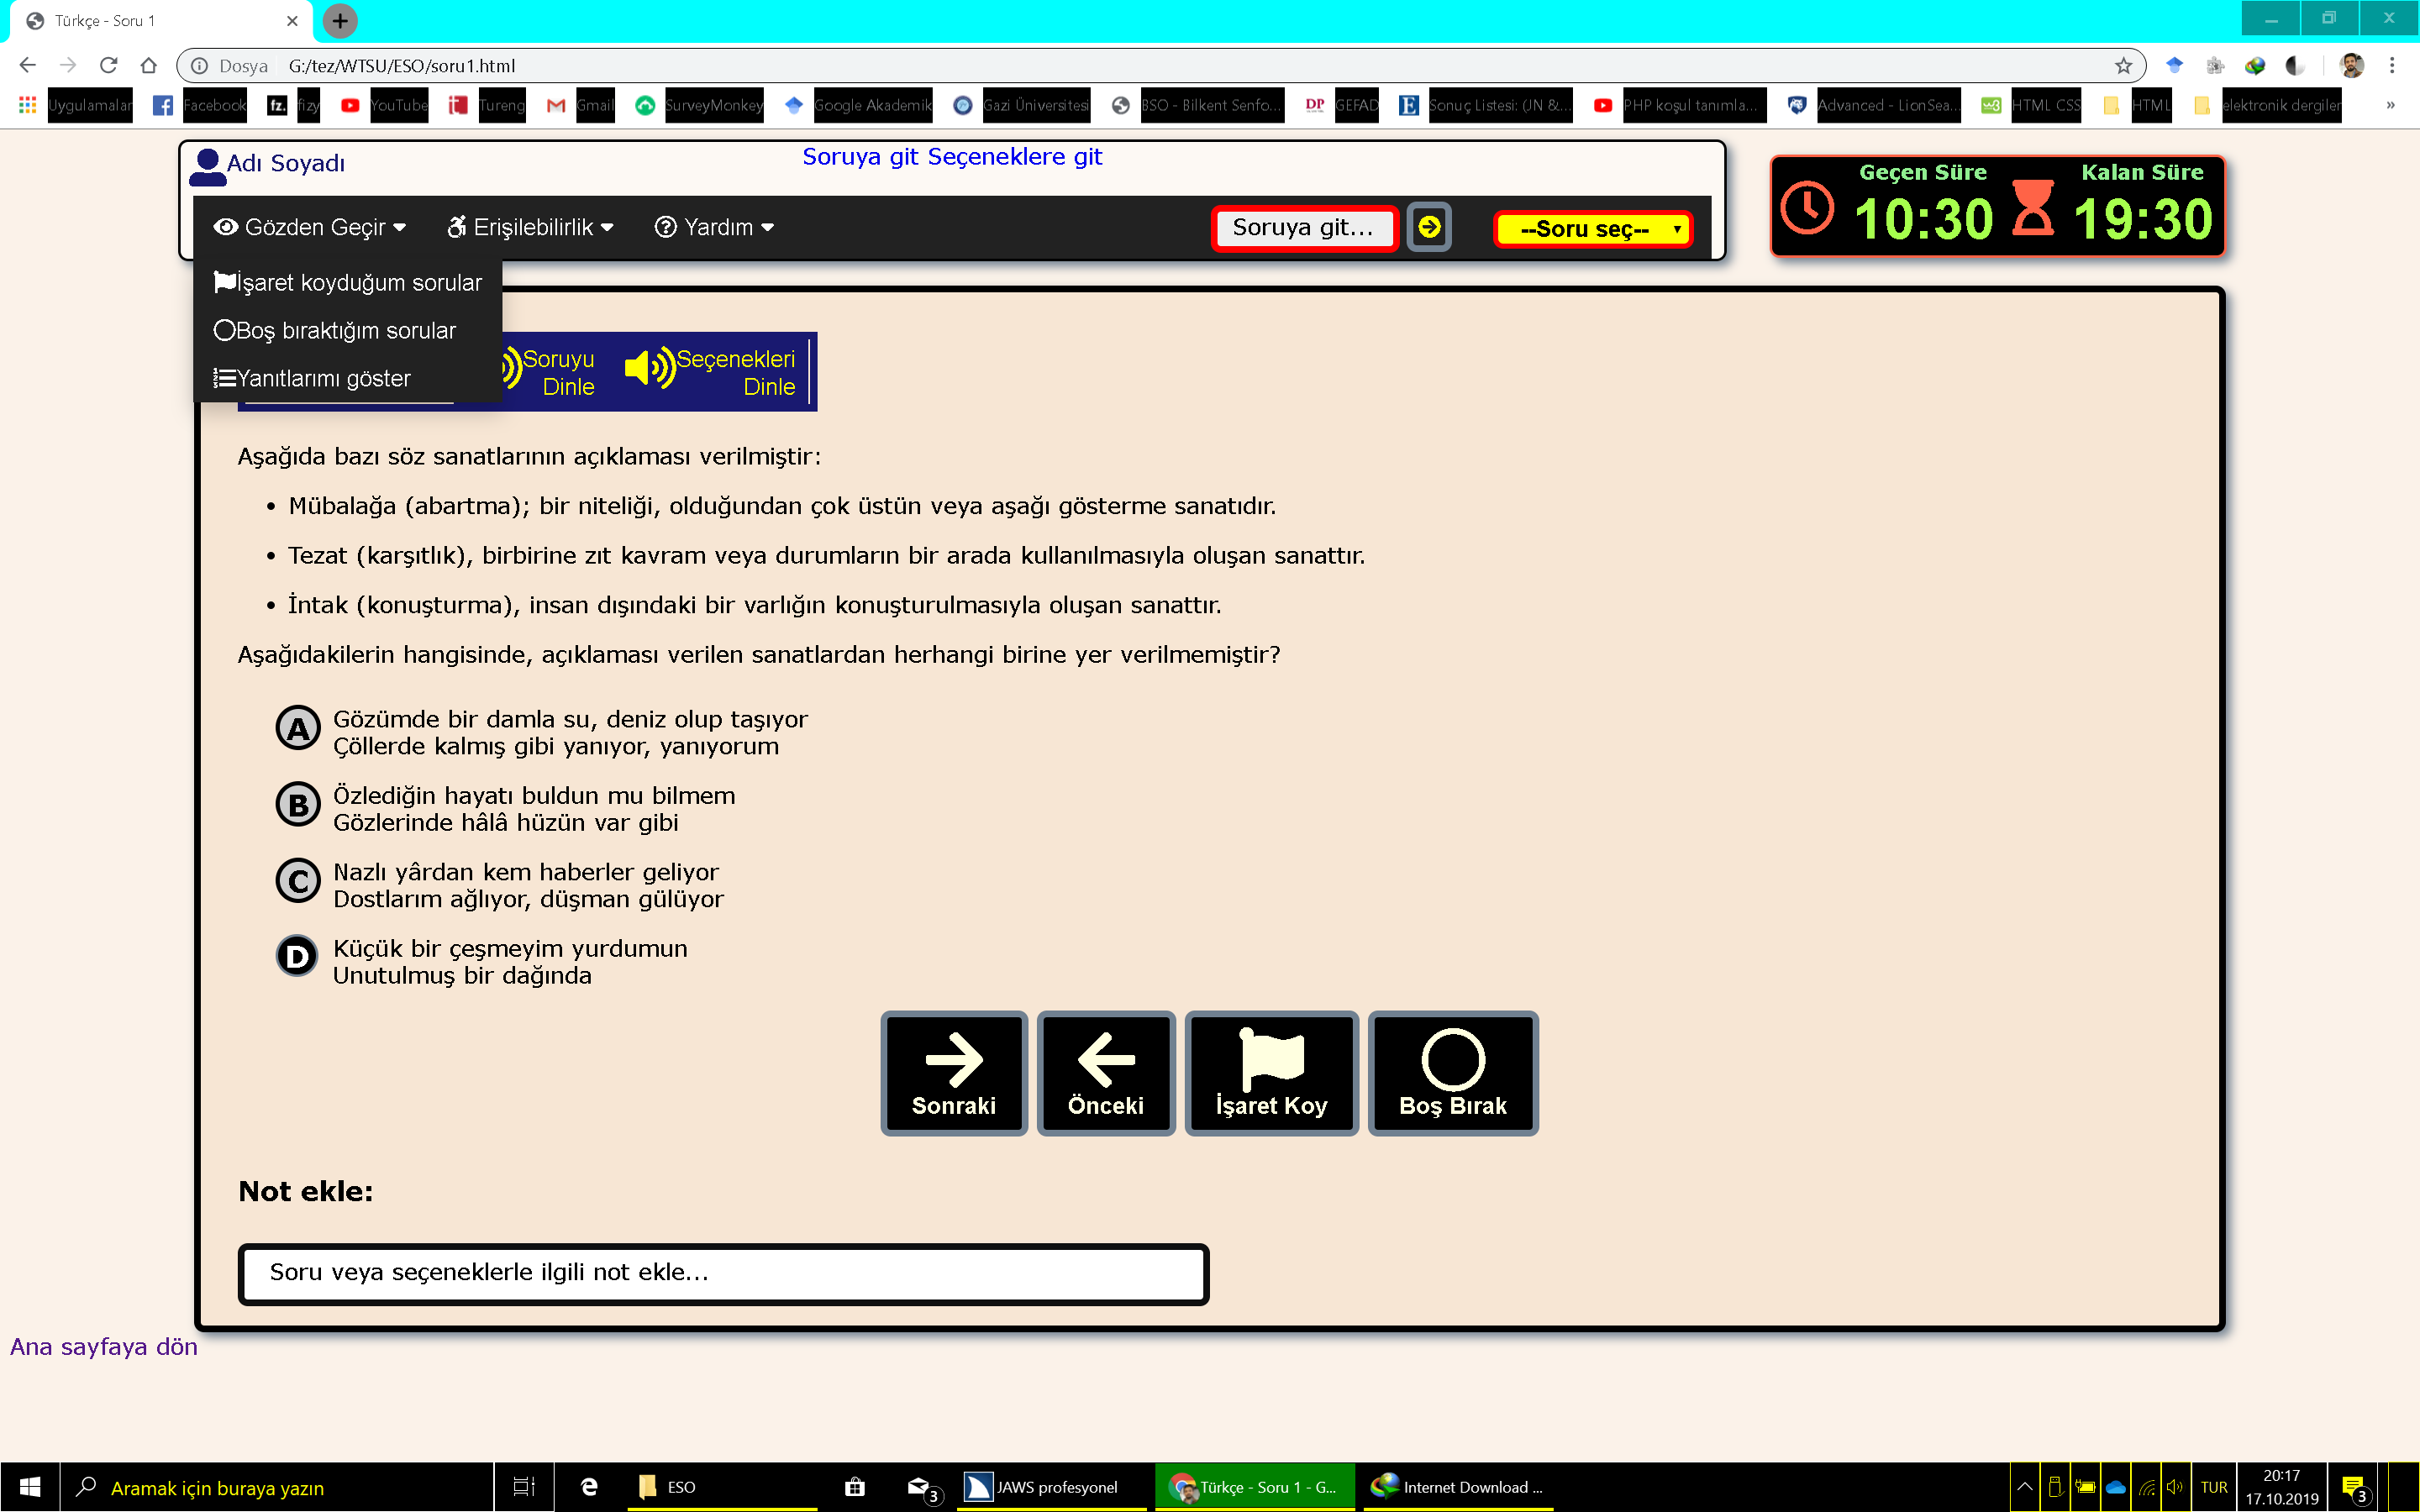 Türkçe - Soru 1
Dosya G:/tez/WTSU/ESO/soru1.html
Uygulamalar Facebook fizy YouTube Tureng Gmail SurveyMonkey Google Akademik Gazi Üniversitesi BSO - Bilkent Senfo... DP GEFAD Sonuç Listesi: (JN &... PHP koşul tanımla... Advanced - LionSea... HTML CSS HTML elektronik dergiler »
Adı Soyadı
Soruya git Seçeneklere git
Geçen Süre Kalan Süre
10:30 19:30
Gözden Geçir Erişilebilirlik Yardım Soruya git... --Soru seç--
İşaret koyduğum sorular
Boş bıraktığım sorular
Yanıtlarımı göster
Soruyu Dinle
Seçenekleri Dinle
Aşağıda bazı söz sanatlarının açıklaması verilmiştir:
• Mübalağa (abartma); bir niteliği, olduğundan çok üstün veya aşağı gösterme sanatıdır.
• Tezat (karşıtlık), birbirine zıt kavram veya durumların bir arada kullanılmasıyla oluşan sanattır.
• İntak (konuşturma), insan dışındaki bir varlığın konuşturulmasıyla oluşan sanattır.
Aşağıdakilerin hangisinde, açıklaması verilen sanatlardan herhangi birine yer verilmemiştir?
A Gözümde bir damla su, deniz olup taşıyor
Çöllerde kalmış gibi yanıyor, yanıyorum
B Özlediğin hayatı buldun mu bilmem
Gözlerinde hâlâ hüzün var gibi
C Nazlı yârdan kem haberler geliyor
Dostlarım ağlıyor, düşman gülüyor
D Küçük bir çeşmeyim yurdumun
Unutulmuş bir dağında
Sonraki Önceki İşaret Koy Boş Bırak
Not ekle:
Soru veya seçeneklerle ilgili not ekle...
Ana sayfaya dön
Aramak için buraya yazın ESO 3 JAWS profesyonel Türkçe - Soru 1 - G... Internet Download ... TUR 20:17 3
17.10.2019